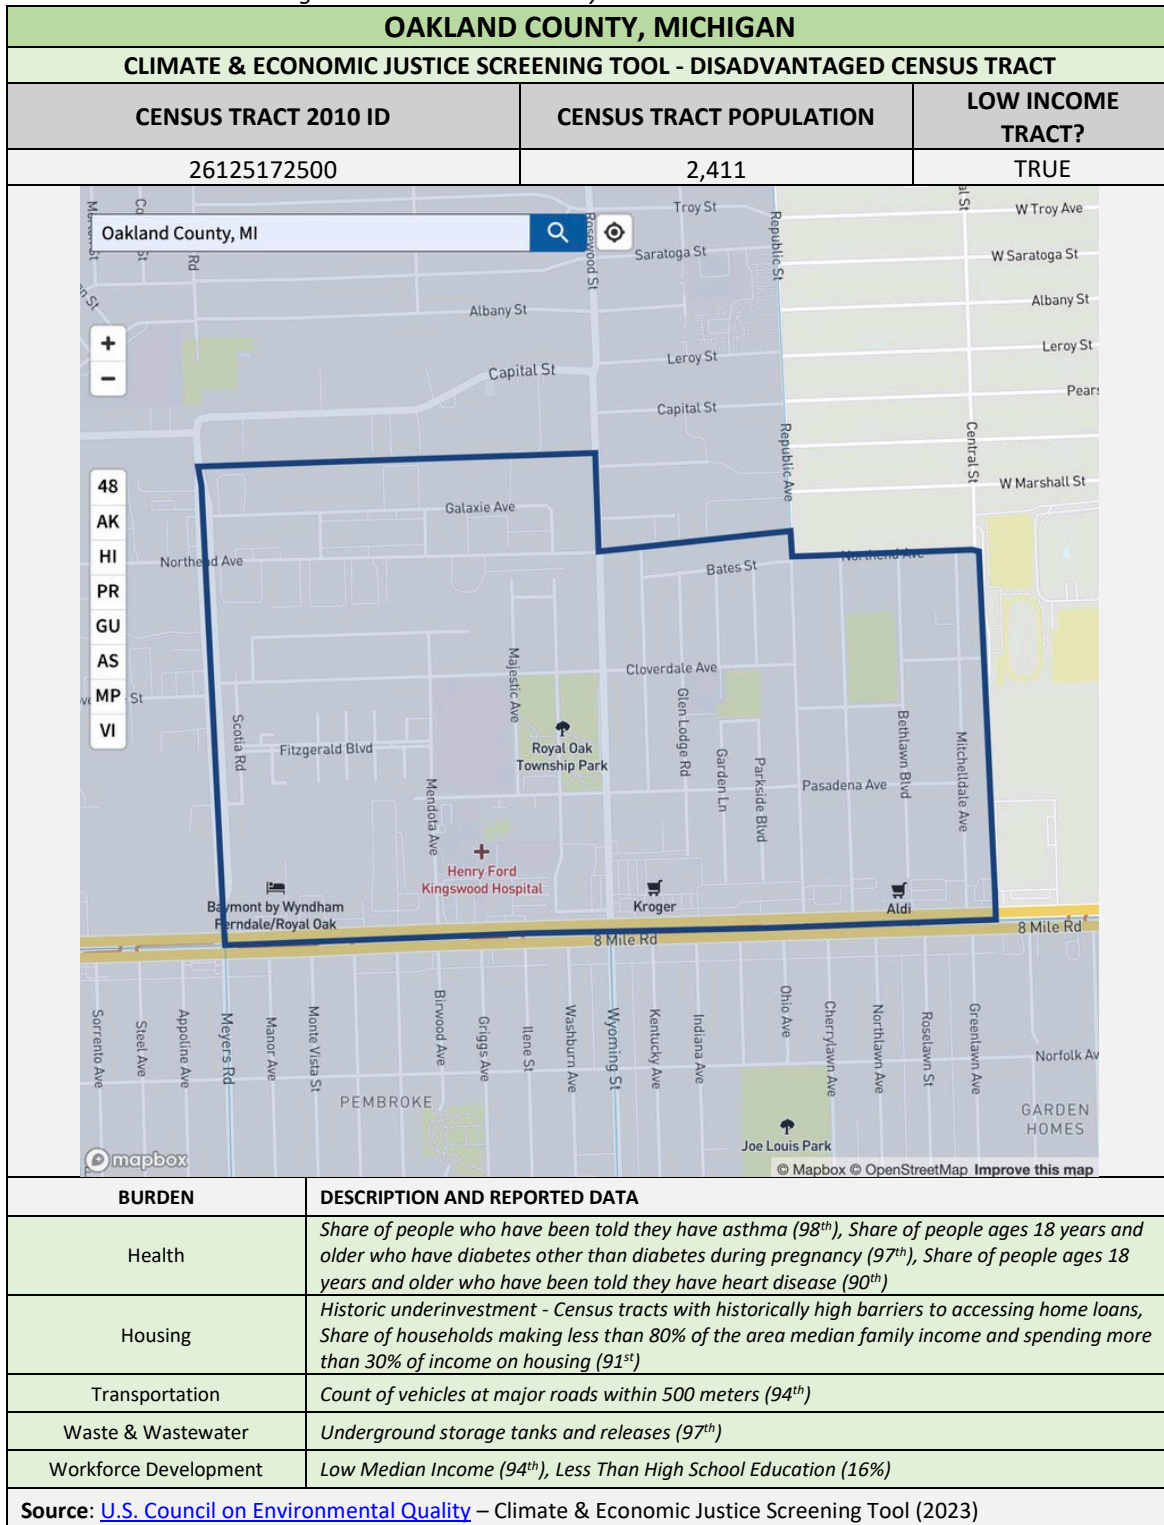 OAKLAND COUNTY, MICHIGAN
CLIMATE & ECONOMIC JUSTICE SCREENING TOOL - DISADVANTAGED CENSUS TRACT
CENSUS TRACT 2010 ID
CENSUS TRACT POPULATION
LOW INCOME
TRACT?
26125172500
2,411
TRUE
Troy St
W Troy Ave
Oakland County, MI
Rosewood St
Republic St
Rd
Saratoga St
W Saratoga St
Albany St
Albany St
+
−
Leroy St
Leroy St
Capital St
Capital St
Republic Ave
Central St
W Marshall St
48
AK
HI
PR
GU
AS
MP
VI
Galaxie Ave
Northend Ave
Bates St
Northend Ave
Majestic Ave
Cloverdale Ave
St
Scotia Rd
Fitzgerald Blvd
Royal Oak
Township Park
Glen Lodge Rd
Garden Ln
Parkside Blvd
Bethlawn Blvd
Mitchelldale Ave
Mendota Ave
Pasadena Ave
Henry Ford
Kingswood Hospital
Baymont by Wyndham
Ferndale/Royal Oak
Kroger
Aldi
8 Mile Rd
8 Mile Rd
Sorrento Ave
Steel Ave
Appoline Ave
Meyers Rd
Manor Ave
Monte Vista St
Birwood Ave
Griggs Ave
Ilene St
Washburn Ave
Wyoming St
Kentucky Ave
Indiana Ave
Ohio Ave
Cherrylawn Ave
Northlawn Ave
Roselawn St
Greenlawn Ave
Norfolk Av
PEMBROKE
GARDEN
HOMES
Joe Louis Park
mapbox
© Mapbox © OpenStreetMap Improve this map
BURDEN
DESCRIPTION AND REPORTED DATA
Health
Share of people who have been told they have asthma (98th), Share of people ages 18 years and
older who have diabetes other than diabetes during pregnancy (97th), Share of people ages 18
years and older who have been told they have heart disease (90th)
Housing
Historic underinvestment - Census tracts with historically high barriers to accessing home loans,
Share of households making less than 80% of the area median family income and spending more
than 30% of income on housing (91st)
Transportation
Count of vehicles at major roads within 500 meters (94th)
Waste & Wastewater
Underground storage tanks and releases (97th)
Workforce Development
Low Median Income (94th), Less Than High School Education (16%)
Source: U.S. Council on Environmental Quality – Climate & Economic Justice Screening Tool (2023)